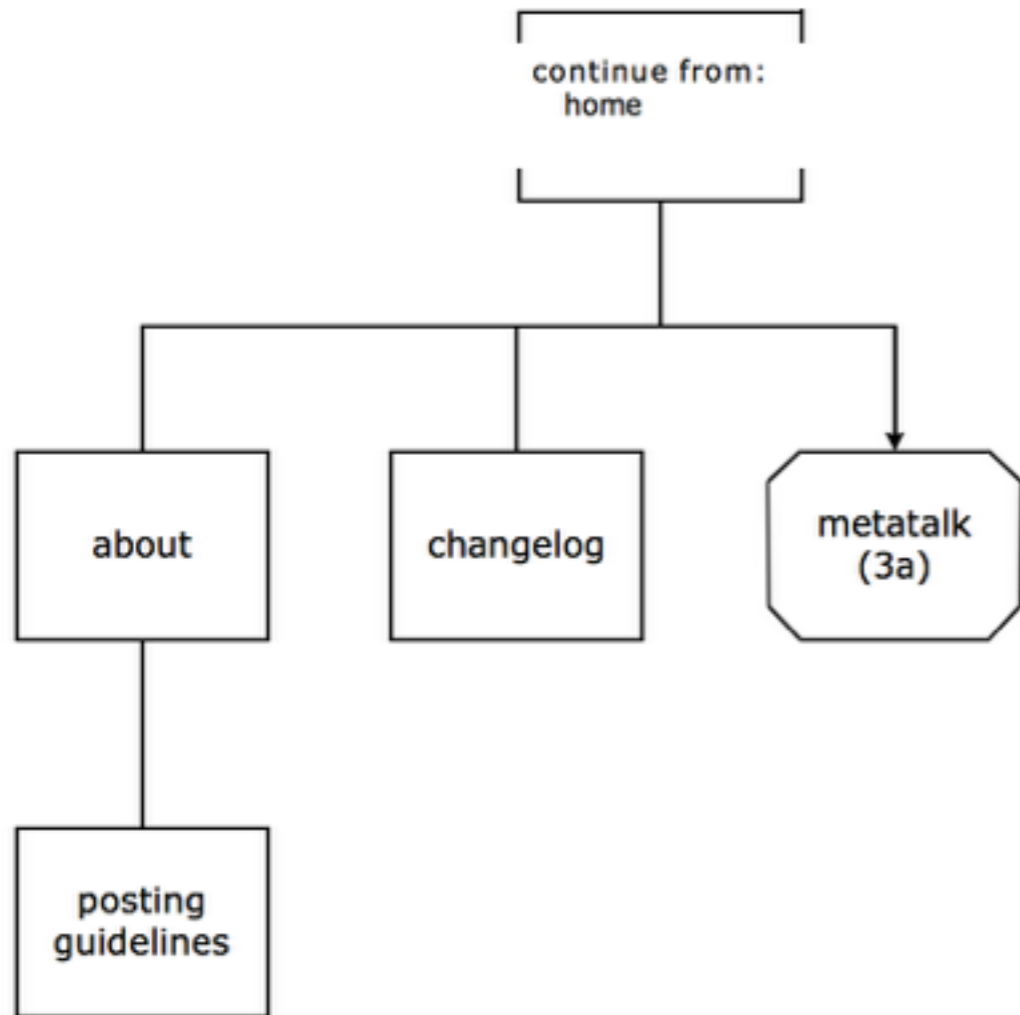 continue from:
home
about
changelog
metatalk
(3a)
posting
guidelines